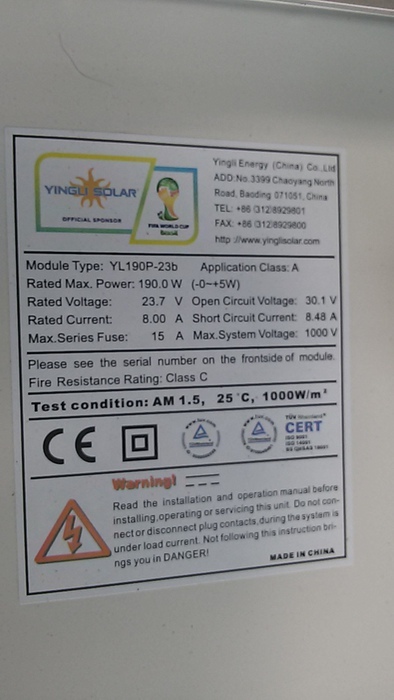 YINGLI SOLAR
OFFICIAL SPONSOR
FIFA WORLD CUP
Brasil
Yingli Energy (China) Co.,Ltd
ADD:No.3399 Chaoyang North
Road, Baoding 071051, China
TEL: +86 (312)8929801
FAX: +86 (312)8929800
http://www.yinglisolar.com
Module Type: YL190P-23b Application Class: A
Rated Max. Power: 190.0 W (-0~+5W)
Rated Voltage: 23.7 V Open Circuit Voltage: 30.1 V
Rated Current: 8.00 A Short Circuit Current: 8.48 A
Max.Series Fuse: 15 A Max.System Voltage: 1000 V
Please see the serial number on the frontside of module.
Fire Resistance Rating: Class C
Test condition: AM 1.5, 25 °C, 1000W/m²
CE
TÜV Rheinland
CERT
ISO 9001
ISO 14001
Warning!
Read the installation and operation manual before
installing,operating or servicing this unit. Do not con-
nect or disconnect plug contacts,during the system is
under load current. Not following this instruction bri-
ngs you in DANGER!
MADE IN CHINA